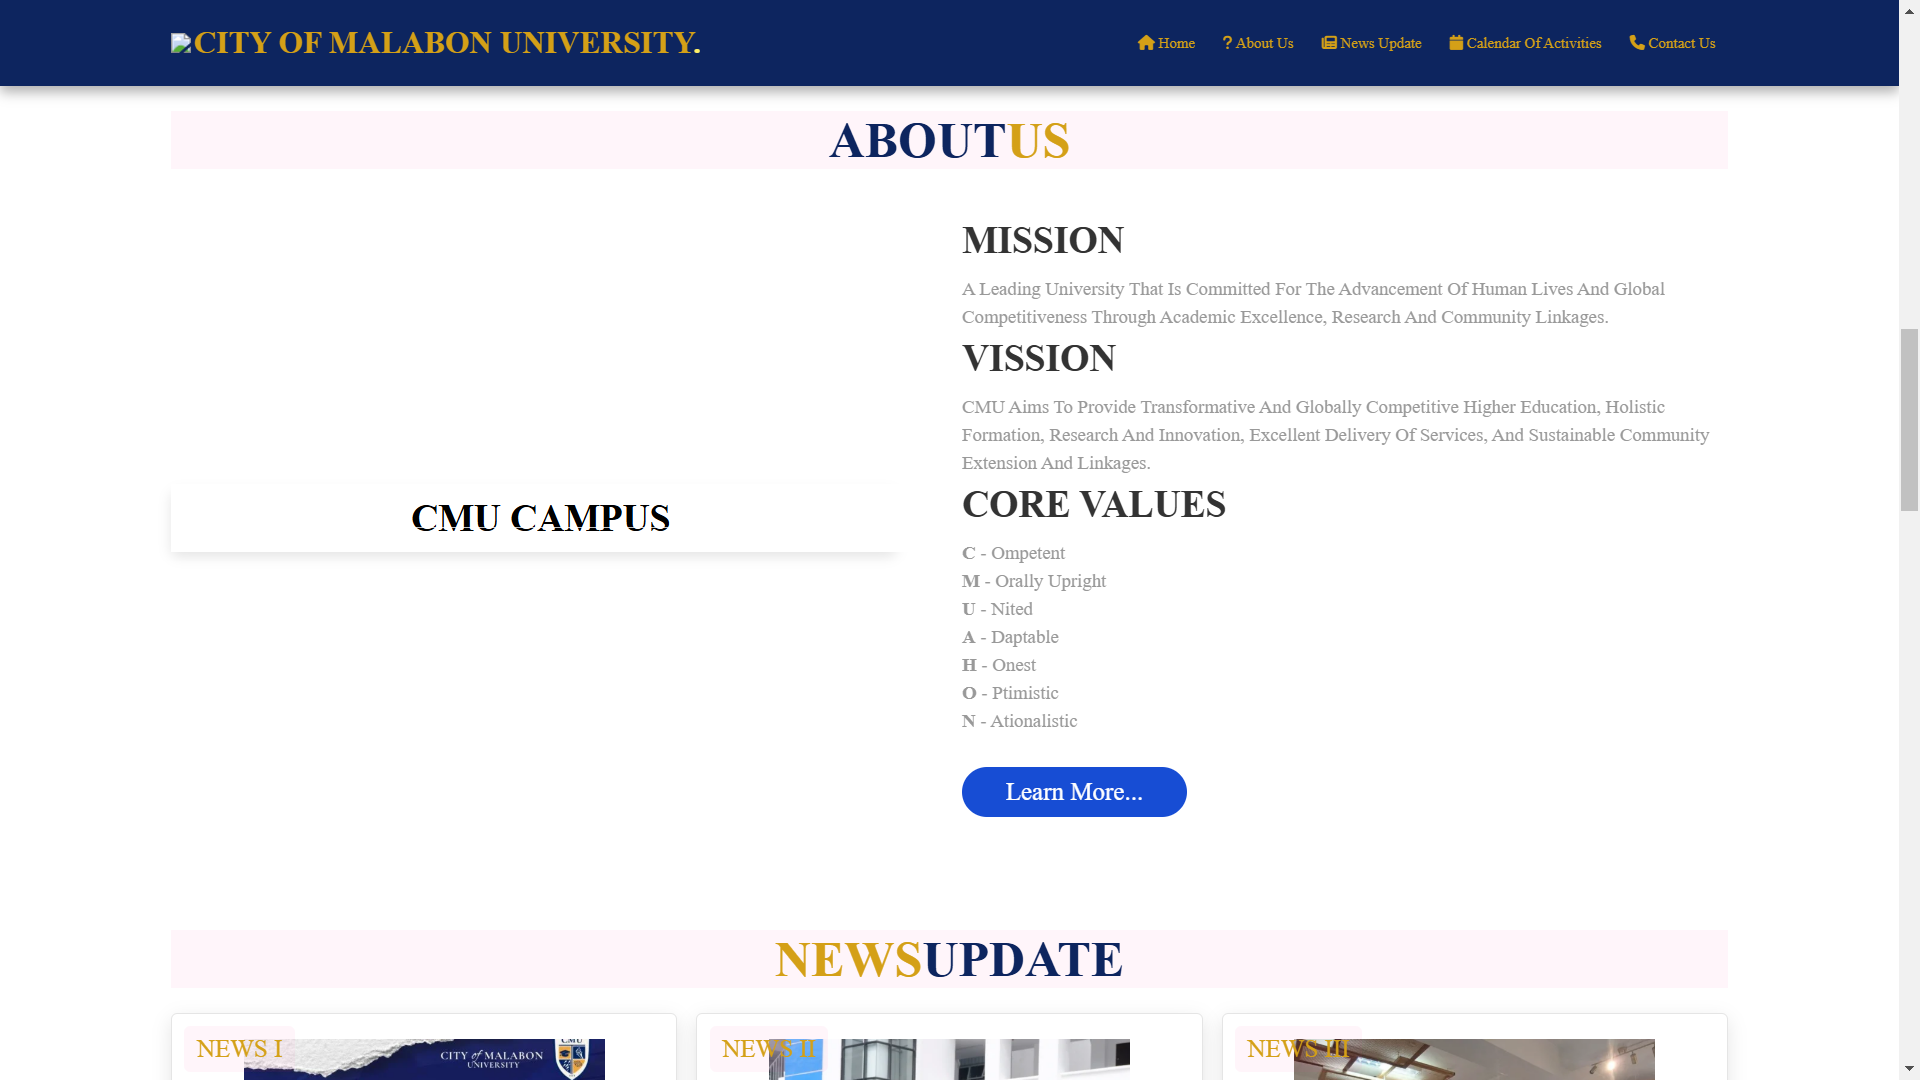 CITY OF MALABON UNIVERSITY.
Home
? About Us
News Update
Calendar Of Activities
Contact Us
ABOUTUS
CMU CAMPUS
MISSION
A Leading University That Is Committed For The Advancement Of Human Lives And Global
Competitiveness Through Academic Excellence, Research And Community Linkages.
VISSION
CMU Aims To Provide Transformative And Globally Competitive Higher Education, Holistic
Formation, Research And Innovation, Excellent Delivery Of Services, And Sustainable Community
Extension And Linkages.
CORE VALUES
C - Ompetent
M - Orally Upright
U - Nited
A - Daptable
H - Onest
O - Ptimistic
N - Ationalistic
Learn More...
NEWSUPDATE
NEWS I
CITY of MALABON
UNIVERSITY
CMU
NEWS II
NEWS III